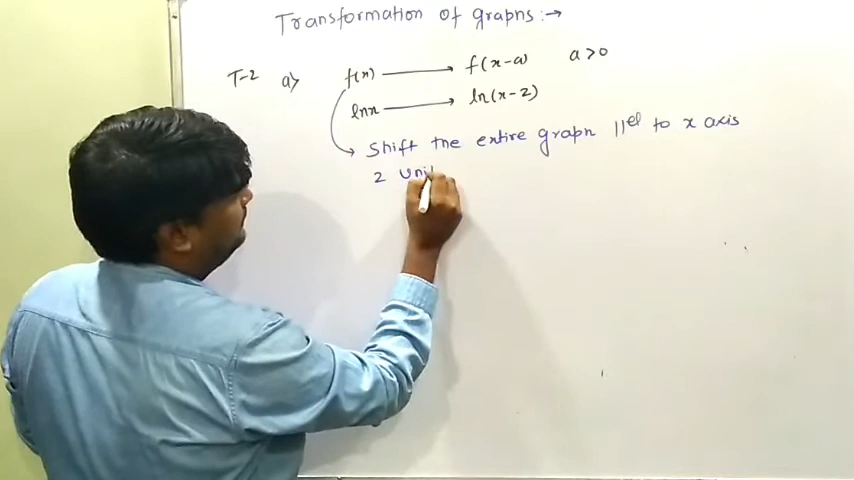 Transformation of graphs:→
T-2 a> f(x) → f(x-a) a>0
lnx → ln(x-2)
→ Shift the entire graph ||el to x axis
2 Uni